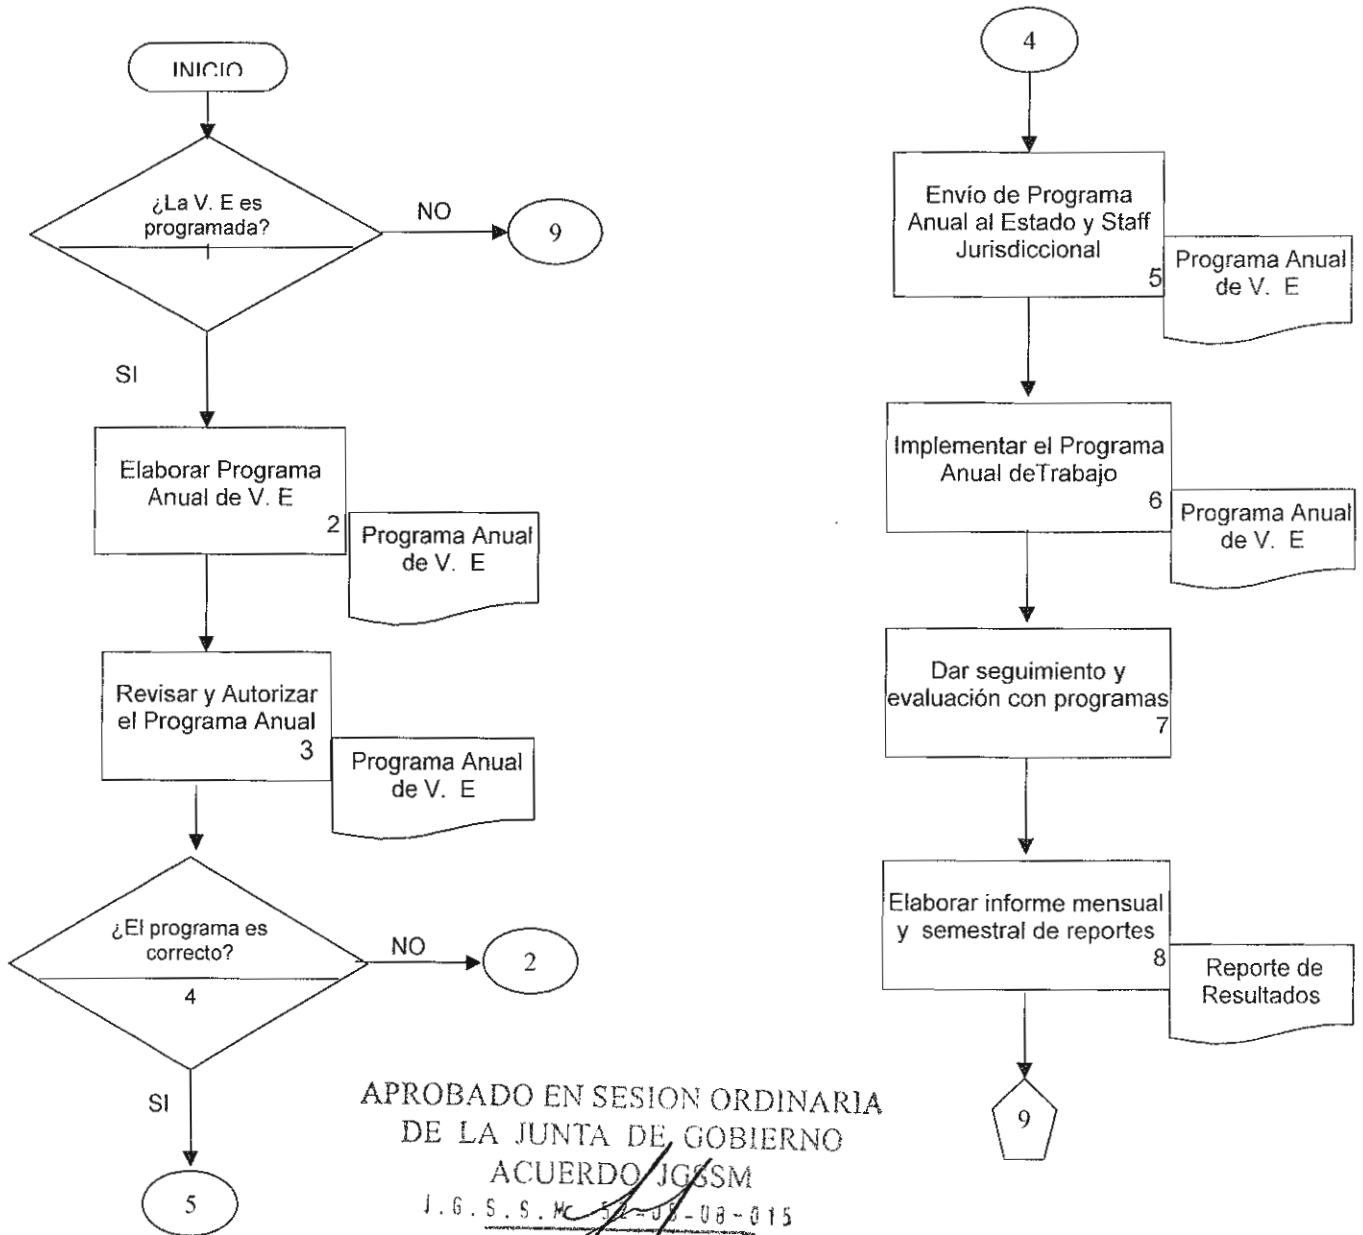 INICIO
¿La V. E es
programada?
1
NO
9
SI
Elaborar Programa
Anual de V. E
2
Programa Anual
de V. E
Revisar y Autorizar
el Programa Anual
3
Programa Anual
de V. E
¿El programa es
correcto?
4
NO
2
SI
5
4
Envío de Programa
Anual al Estado y Staff
Jurisdiccional
5
Programa Anual
de V. E
Implementar el Programa
Anual deTrabajo
6
Programa Anual
de V. E
Dar seguimiento y
evaluación con programas
7
Elaborar informe mensual
y semestral de reportes
8
Reporte de
Resultados
9
APROBADO EN SESION ORDINARIA
DE LA JUNTA DE GOBIERNO
ACUERDO JGSSM
J.G.S.S.